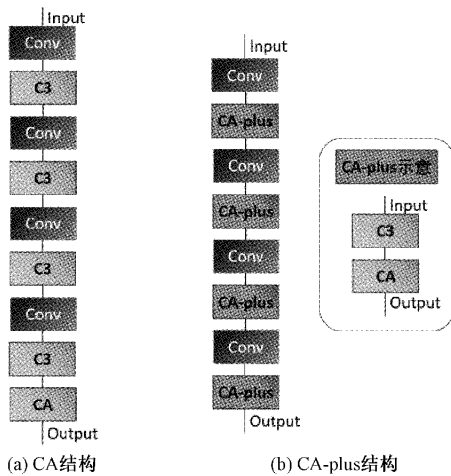 Input
Conv
C3
Conv
C3
Conv
C3
Conv
C3
CA
Output
(a) CA结构
Input
Conv
CA-plus
Conv
CA-plus
Conv
CA-plus
Conv
CA-plus
Output
(b) CA-plus结构
CA-plus示意
Input
C3
CA
Output